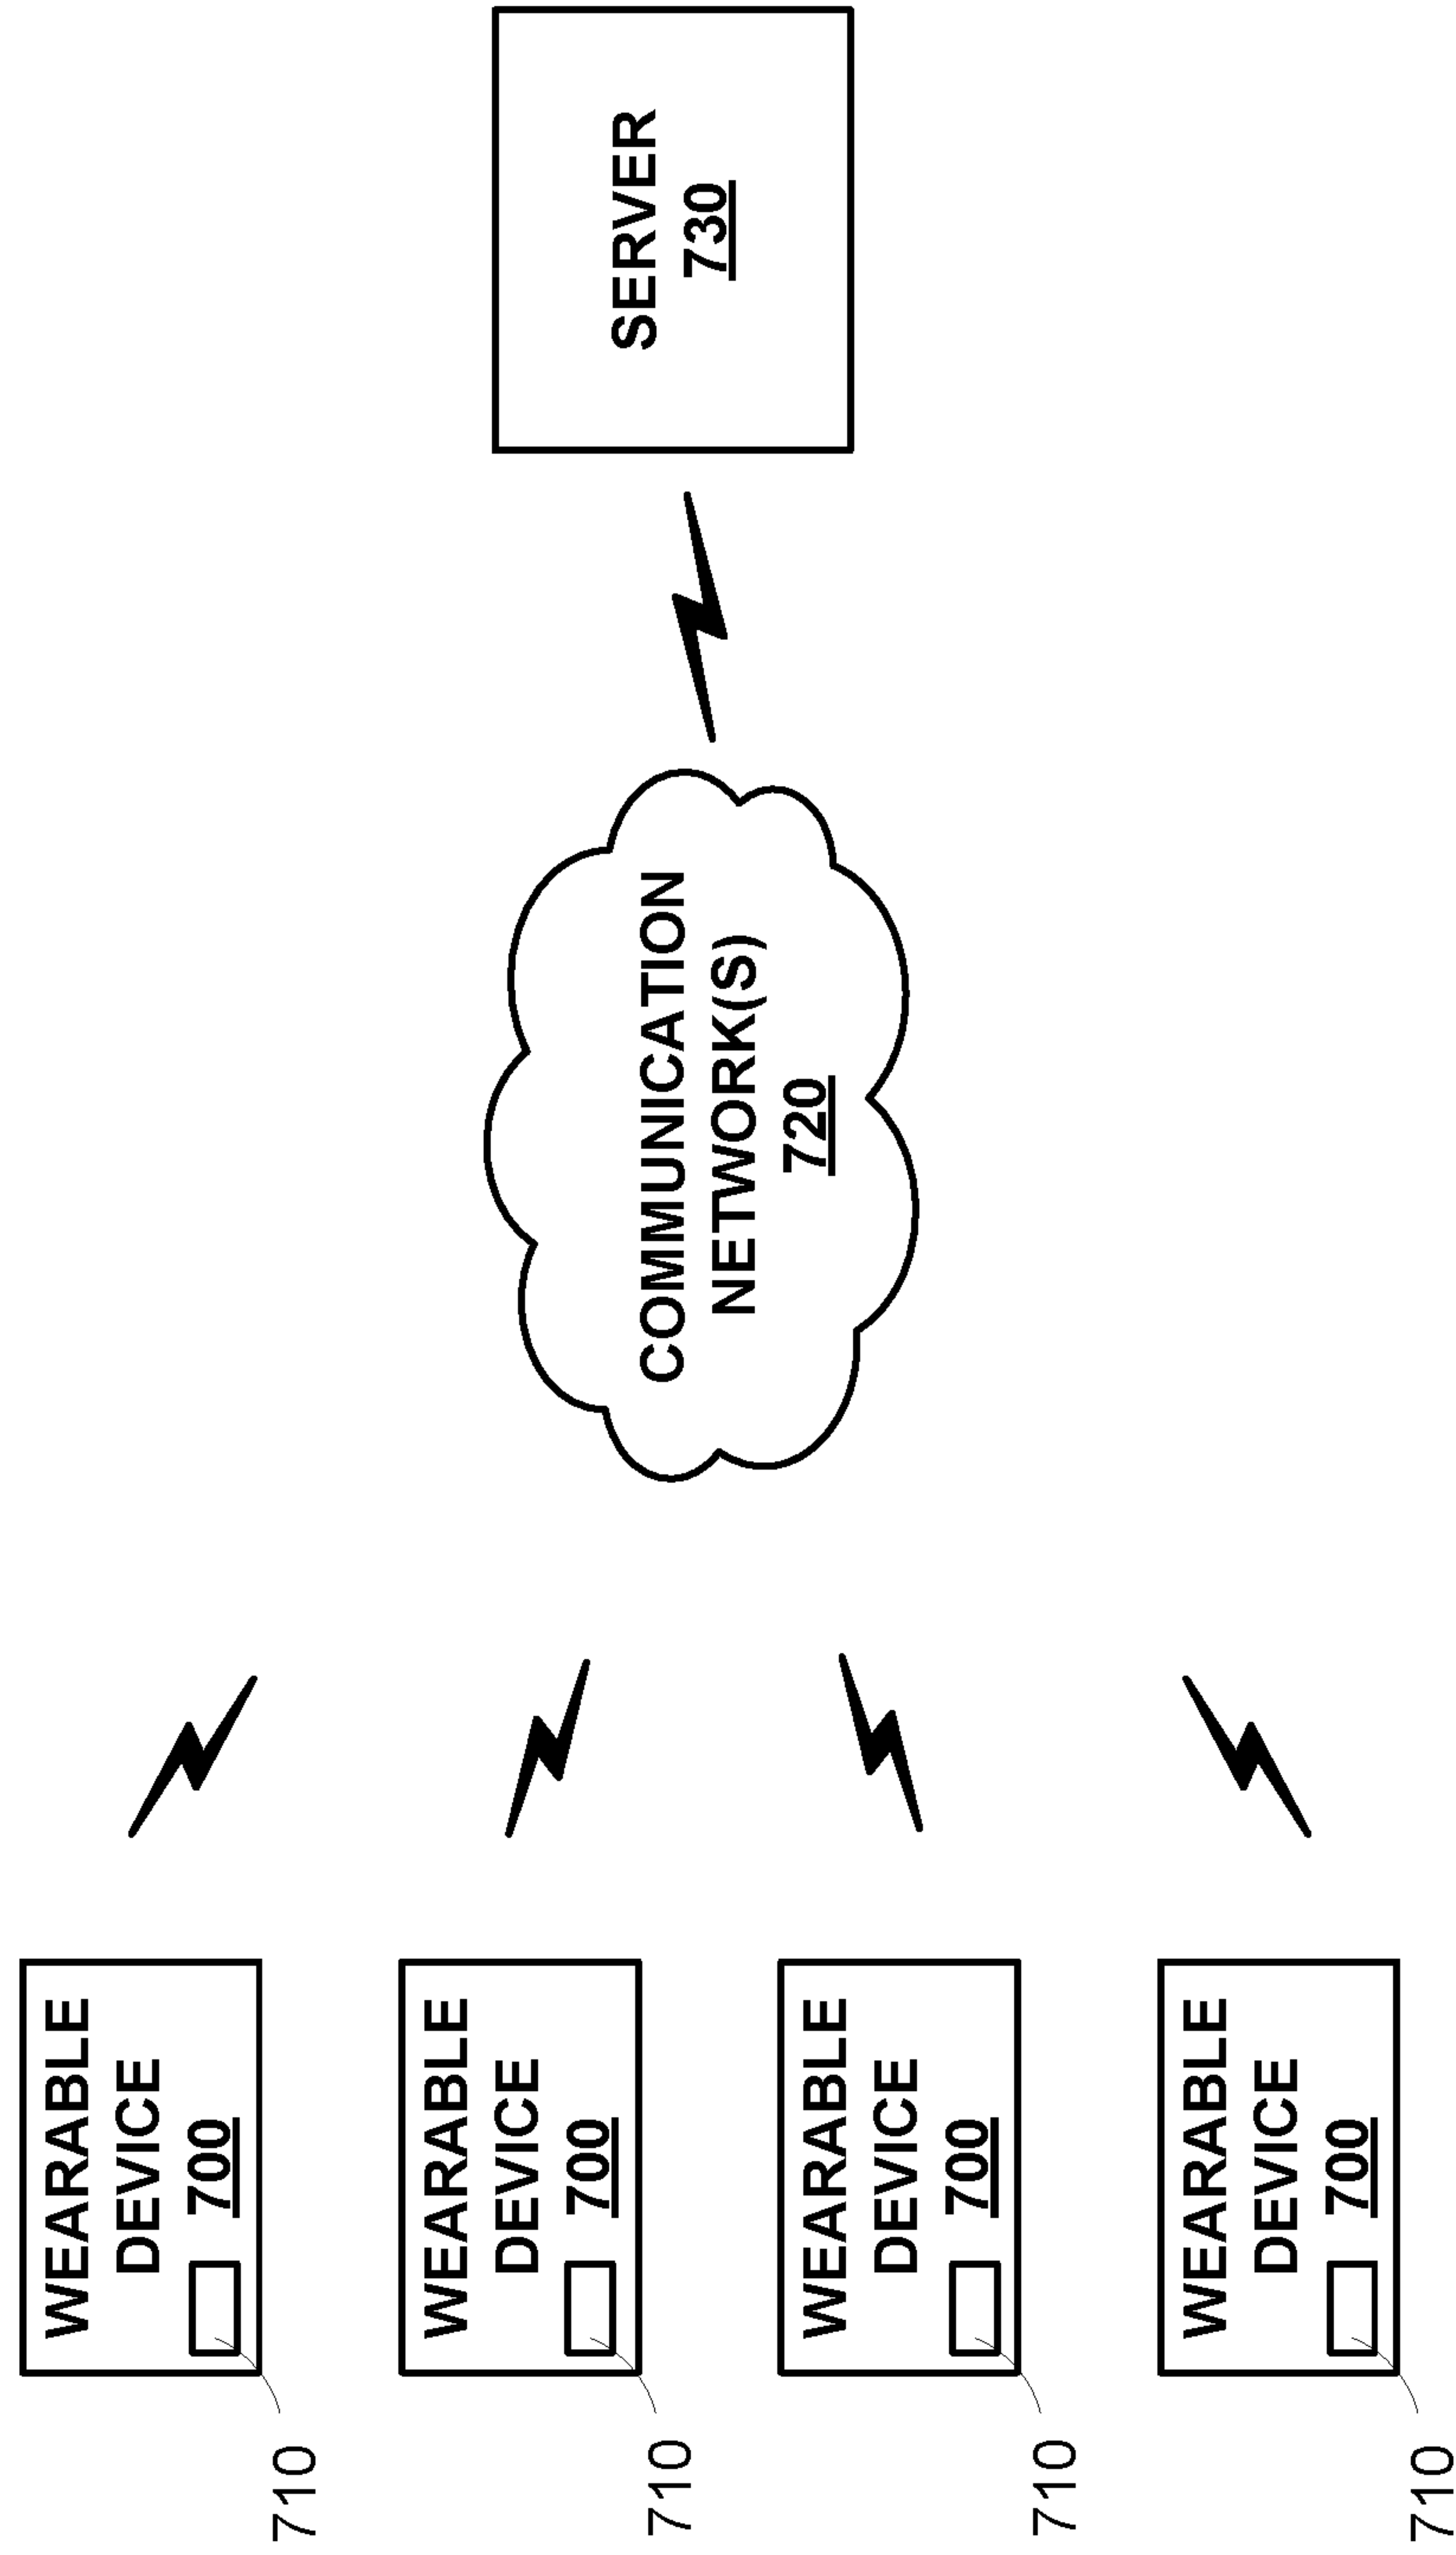 WEARABLE
DEVICE
700
710
WEARABLE
DEVICE
700
710
WEARABLE
DEVICE
700
710
WEARABLE
DEVICE
700
710
COMMUNICATION
NETWORK(S)
720
SERVER
730